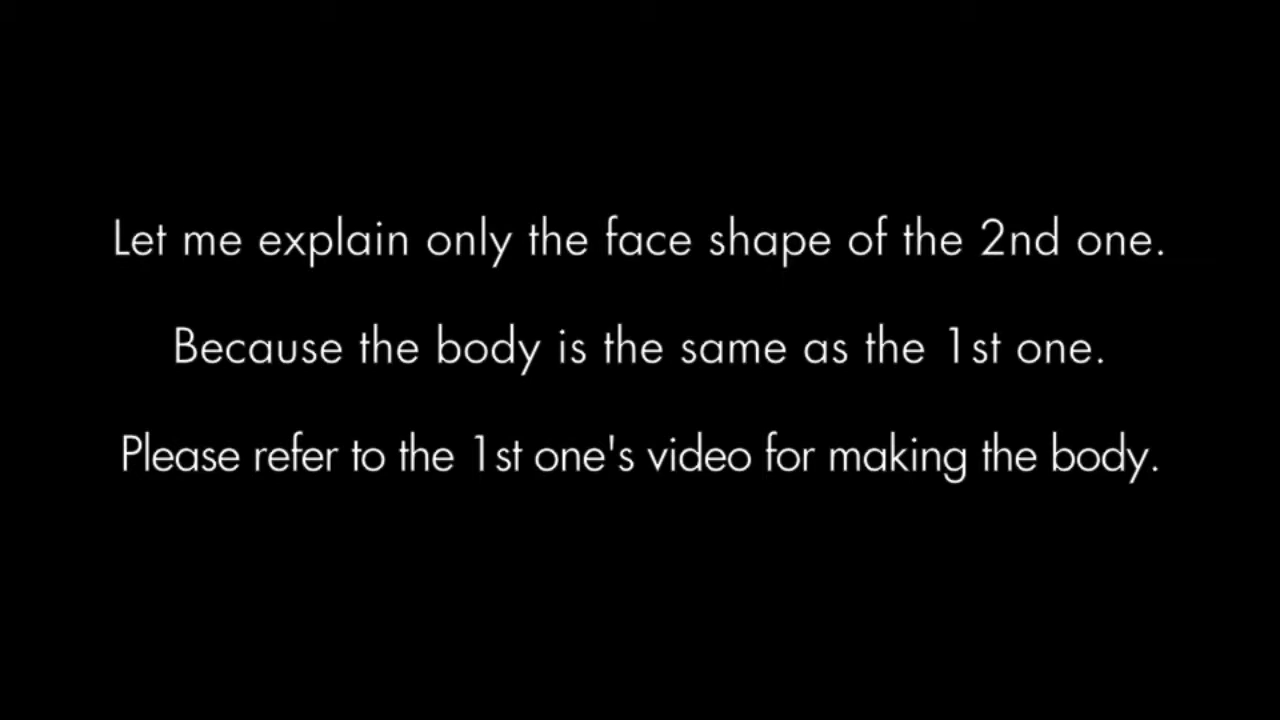 Let me explain only the face shape of the 2nd one.
Because the body is the same as the 1st one.
Please refer to the 1st one's video for making the body.